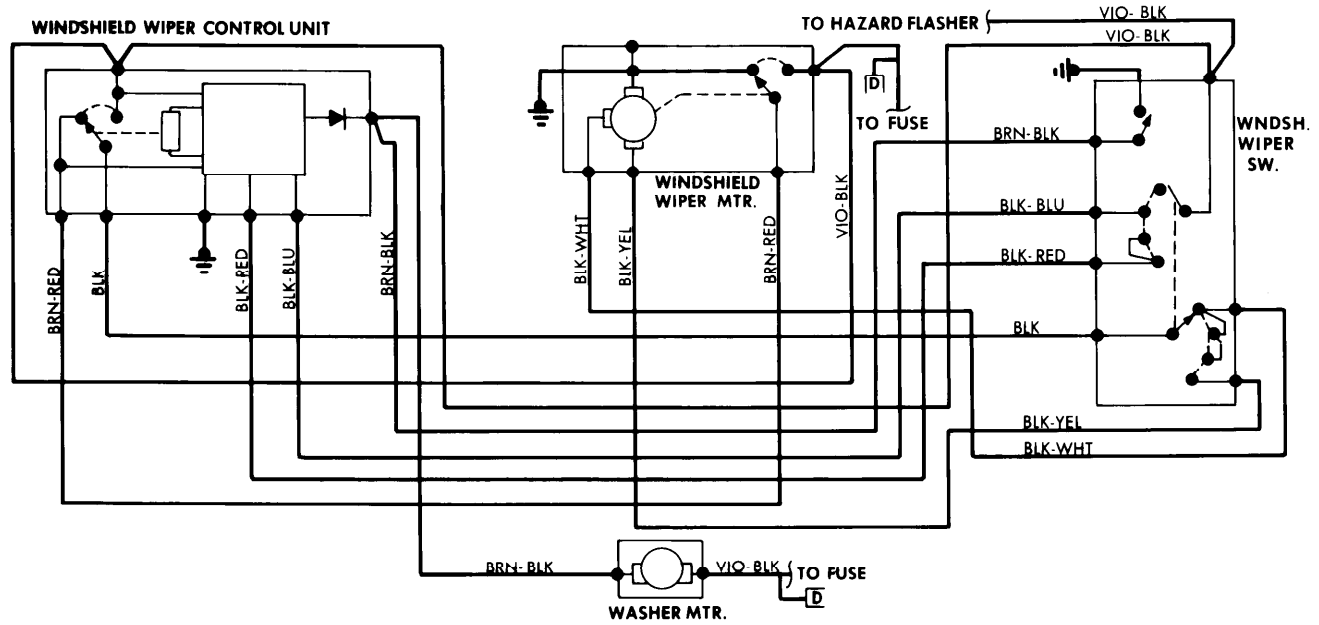 WINDSHIELD WIPER CONTROL UNIT
TO HAZARD FLASHER
VIO- BLK
VIO- BLK
D
TO FUSE
BRN-BLK
WNDSH.
WIPER
SW.
WINDSHIELD
WIPER MTR.
BLK- BLU
BLK- RED
BLK
BRN-RED
BLK
BLK-RED
BLK-BLU
BRN-BLK
BLK-WHT
BLK-YEL
BRN-RED
VIO-BLK
BLK-YEL
BLK-WHT
BRN-BLK
VIO- BLK
TO FUSE
D
WASHER MTR.